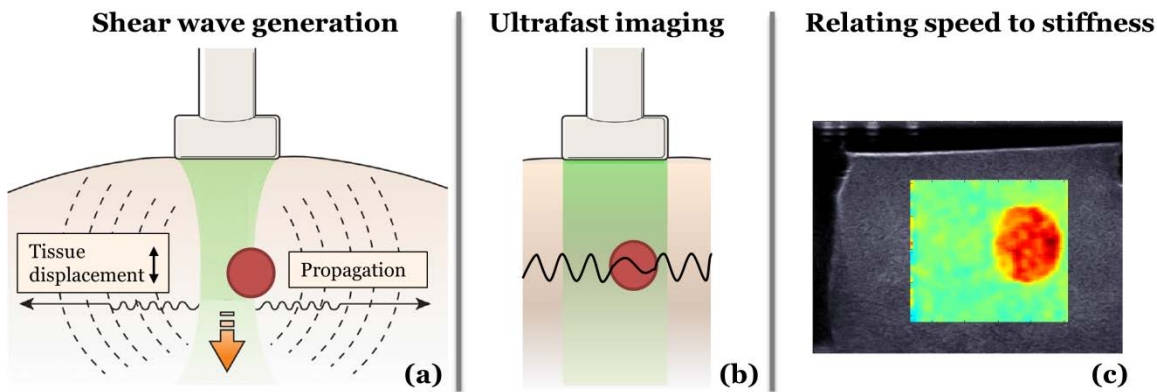 Shear wave generation
Tissue
displacement
Propagation
(a)
Ultrafast imaging
(b)
Relating speed to stiffness
(c)